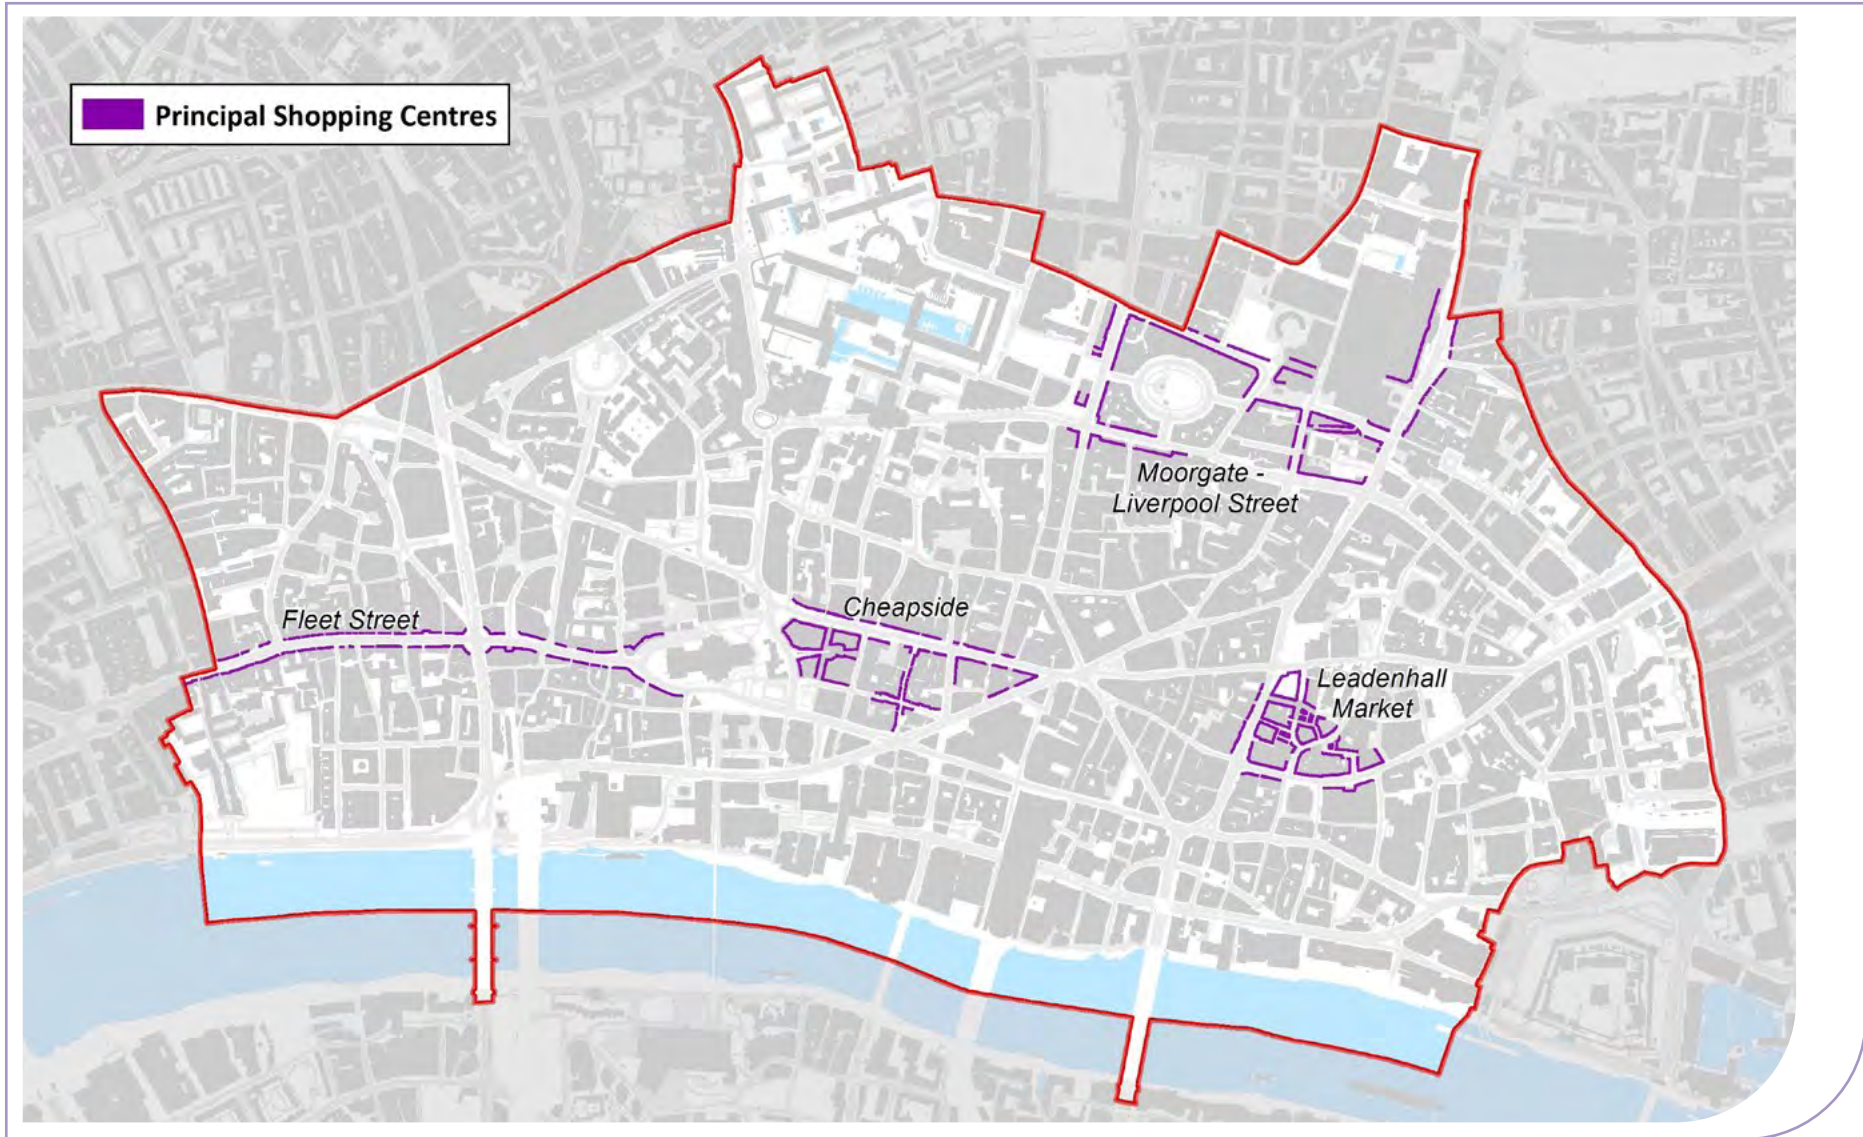 Principal Shopping Centres
Moorgate -
Liverpool Street
Fleet Street
Cheapside
Leadenhall
Market